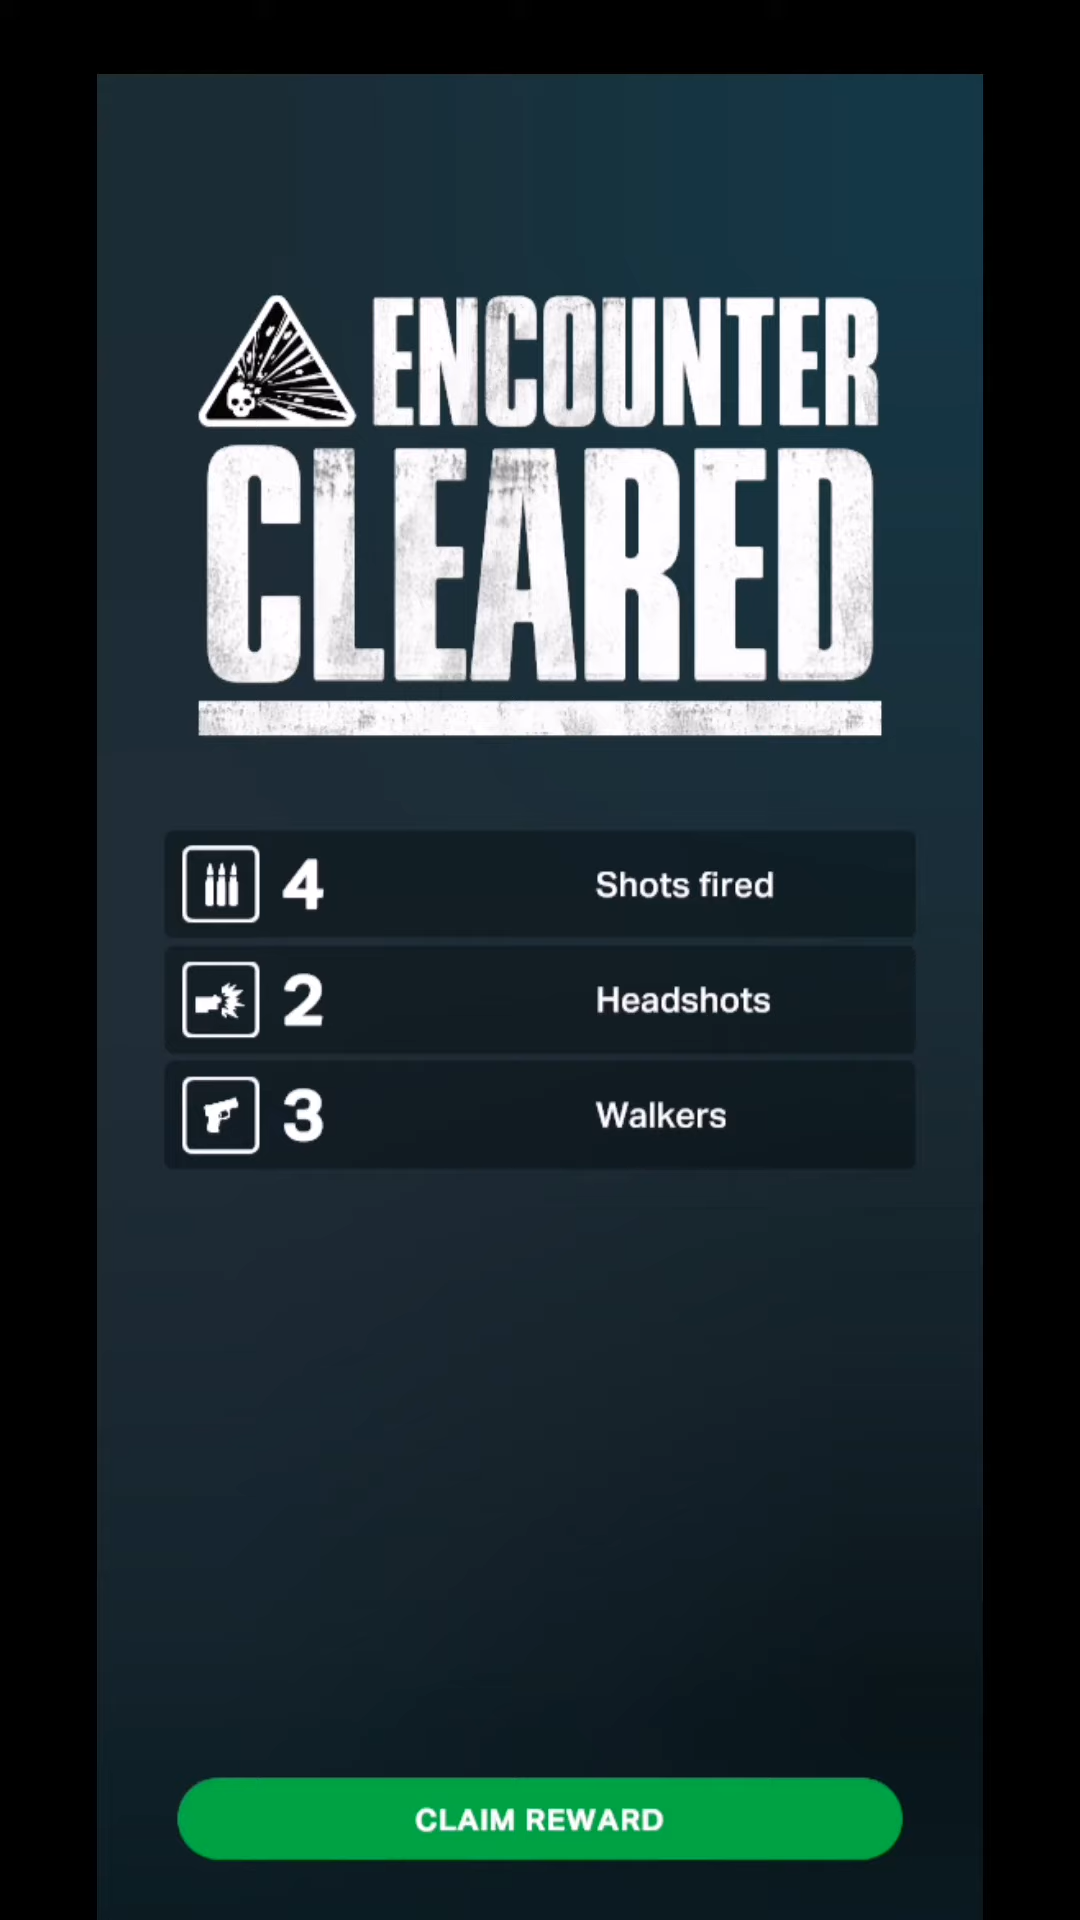 ENCOUNTER
CLEARED
4 Shots fired
2 Headshots
3 Walkers
CLAIM REWARD